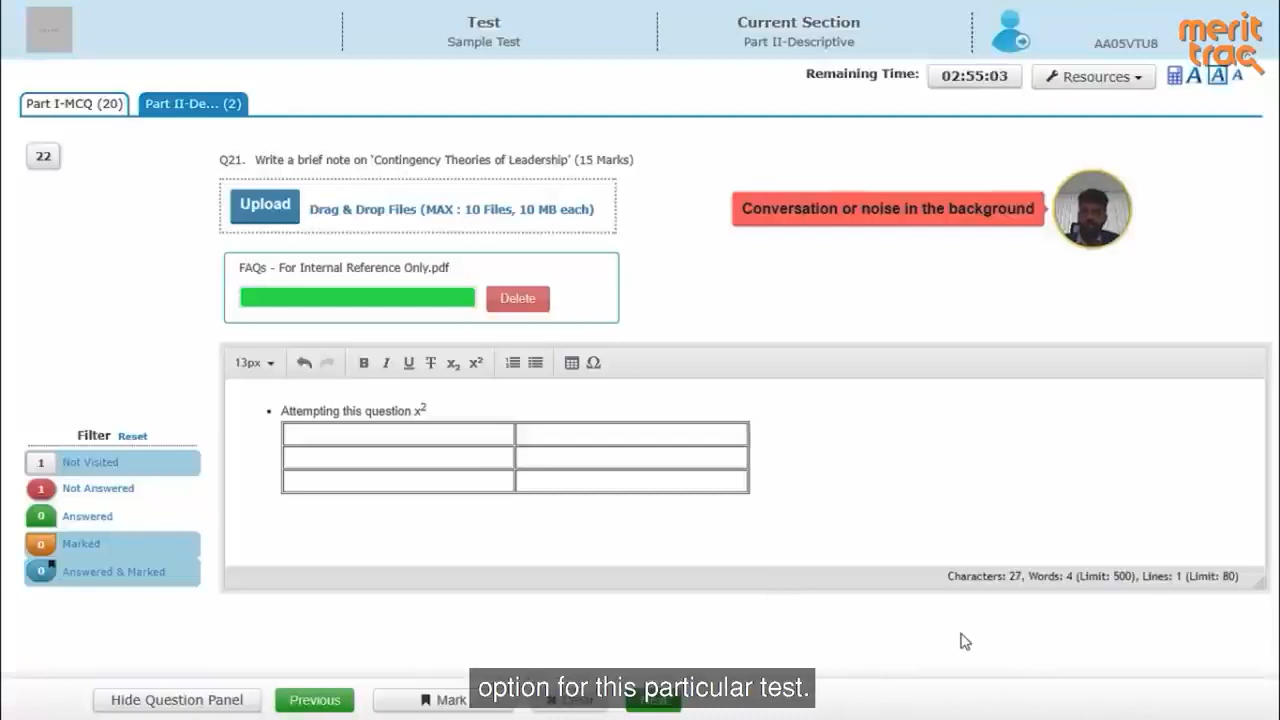 Test
Sample Test
Current Section
Part II-Descriptive
AA05VTU8
merit
trac
Remaining Time: 02:55:03 Resources A A A
Part I-MCQ (20) Part II-De... (2)
22
Q21. Write a brief note on 'Contingency Theories of Leadership' (15 Marks)
Upload Drag & Drop Files (MAX : 10 Files, 10 MB each)
Conversation or noise in the background
FAQs - For Internal Reference Only.pdf
Delete
13px B I U T x₂ x² Ω
• Attempting this question x²
Characters: 27, Words: 4 (Limit: 500), Lines: 1 (Limit: 80)
Filter Reset
1 Not Visited
1 Not Answered
0 Answered
0 Marked
0 Answered & Marked
Hide Question Panel Previous Mark
option for this particular test.